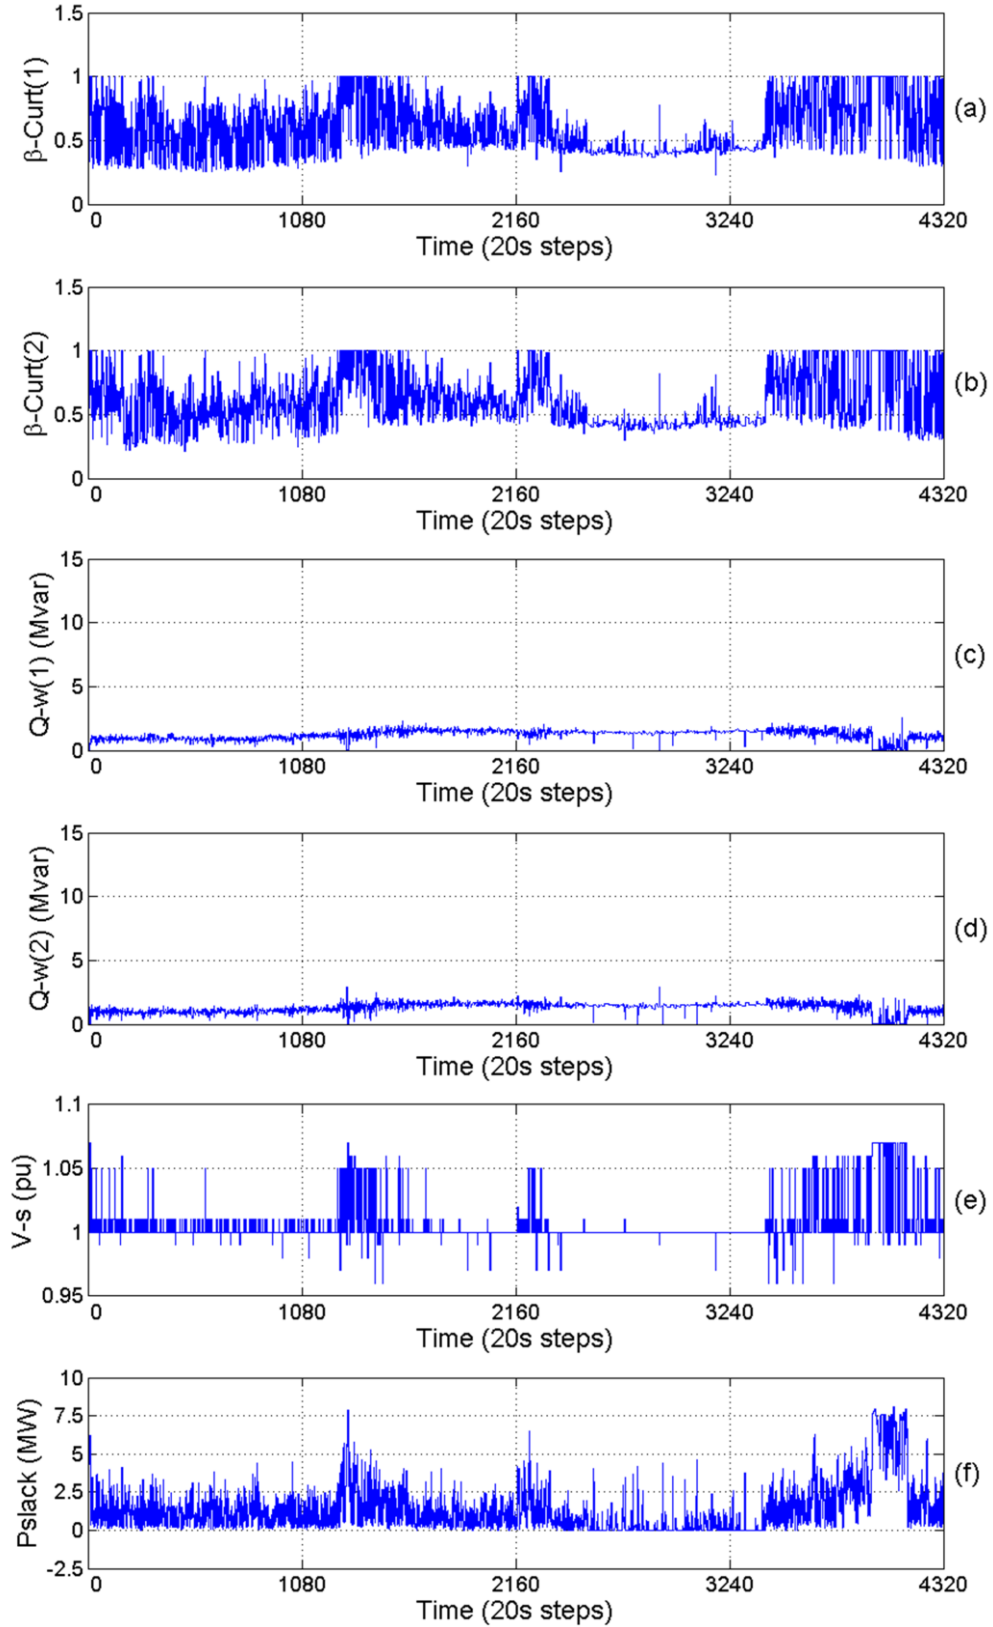 1.5
1
0.5
0
β-Curt(1)
0 1080 2160 3240 4320
Time (20s steps)
(a)
1.5
1
0.5
0
β-Curt(2)
0 1080 2160 3240 4320
Time (20s steps)
(b)
15
10
5
0
Q-w(1) (Mvar)
0 1080 2160 3240 4320
Time (20s steps)
(c)
15
10
5
0
Q-w(2) (Mvar)
0 1080 2160 3240 4320
Time (20s steps)
(d)
1.1
1.05
1
0.95
V-s (pu)
0 1080 2160 3240 4320
Time (20s steps)
(e)
10
7.5
5
2.5
0
-2.5
Pslack (MW)
0 1080 2160 3240 4320
Time (20s steps)
(f)